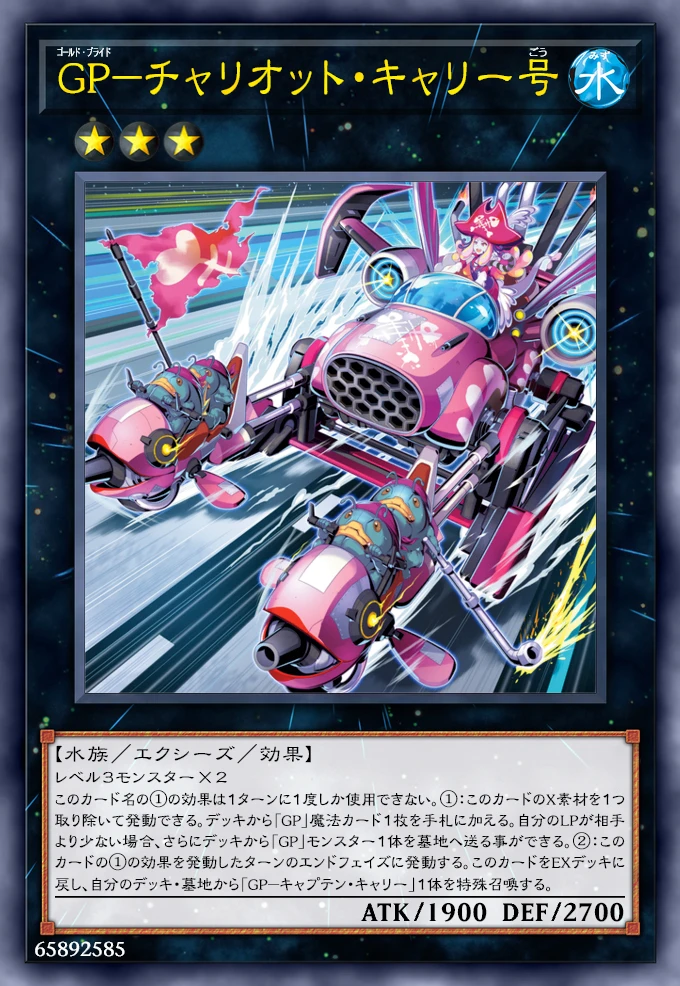 ゴールド・プライド ごう
GP－チャリオット・キャリー号
みず
水
【水族／エクシーズ／効果】
レベル3モンスター×2
このカード名の①の効果は1ターンに1度しか使用できない。①：このカードのX素材を1つ
取り除いて発動できる。デッキから「GP」魔法カード1枚を手札に加える。自分のLPが相手
より少ない場合、さらにデッキから「GP」モンスター1体を墓地へ送る事ができる。②：この
カードの①の効果を発動したターンのエンドフェイズに発動する。このカードをEXデッキに
戻し、自分のデッキ・墓地から「GP－キャプテン・キャリー」1体を特殊召喚する。
ATK/1900 DEF/2700
65892585